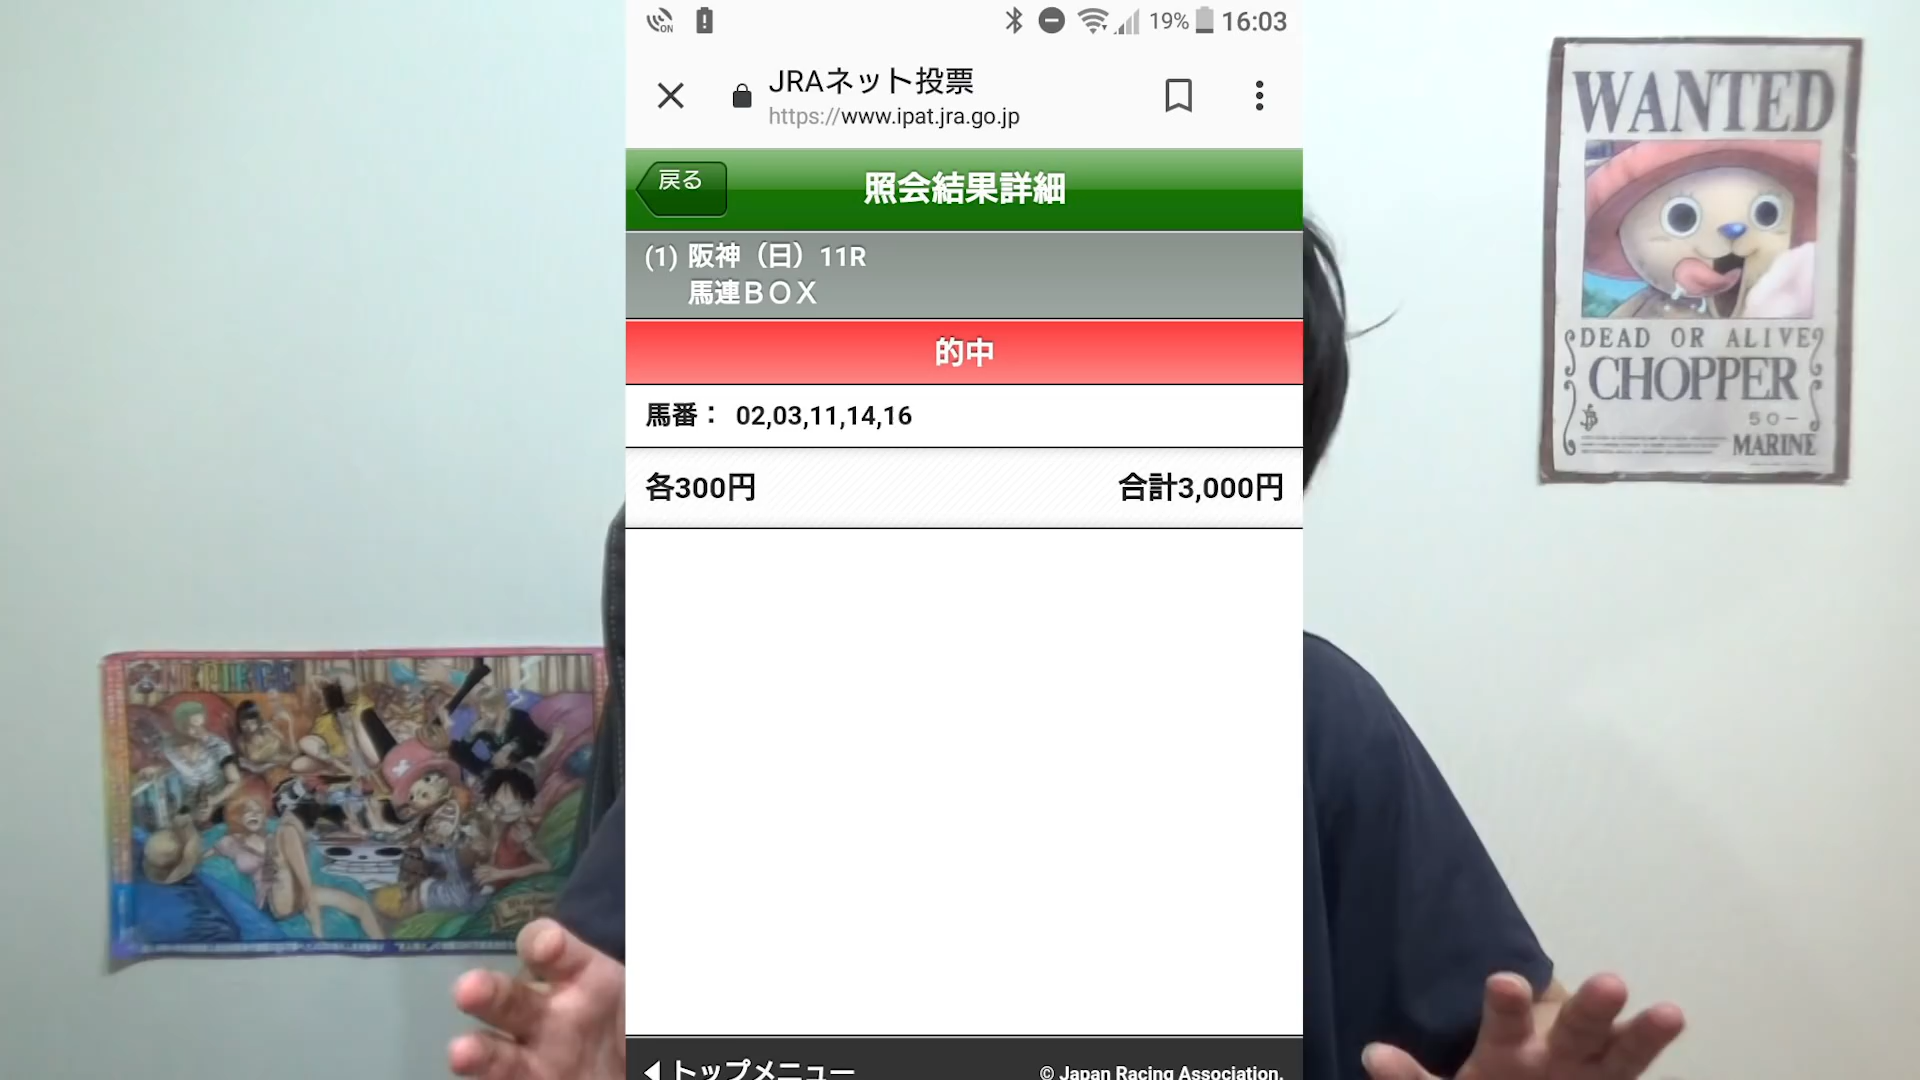 ON
19%
16:03
JRAネット投票
https://www.ipat.jra.go.jp
戻る
照会結果詳細
(1) 阪神（日）11R
馬連ＢＯＸ
的中
馬番： 02,03,11,14,16
各300円
合計3,000円
トップメニュー
© Japan Racing Association.
WANTED
DEAD OR ALIVE
CHOPPER
50-
MARINE
ONE PIECE